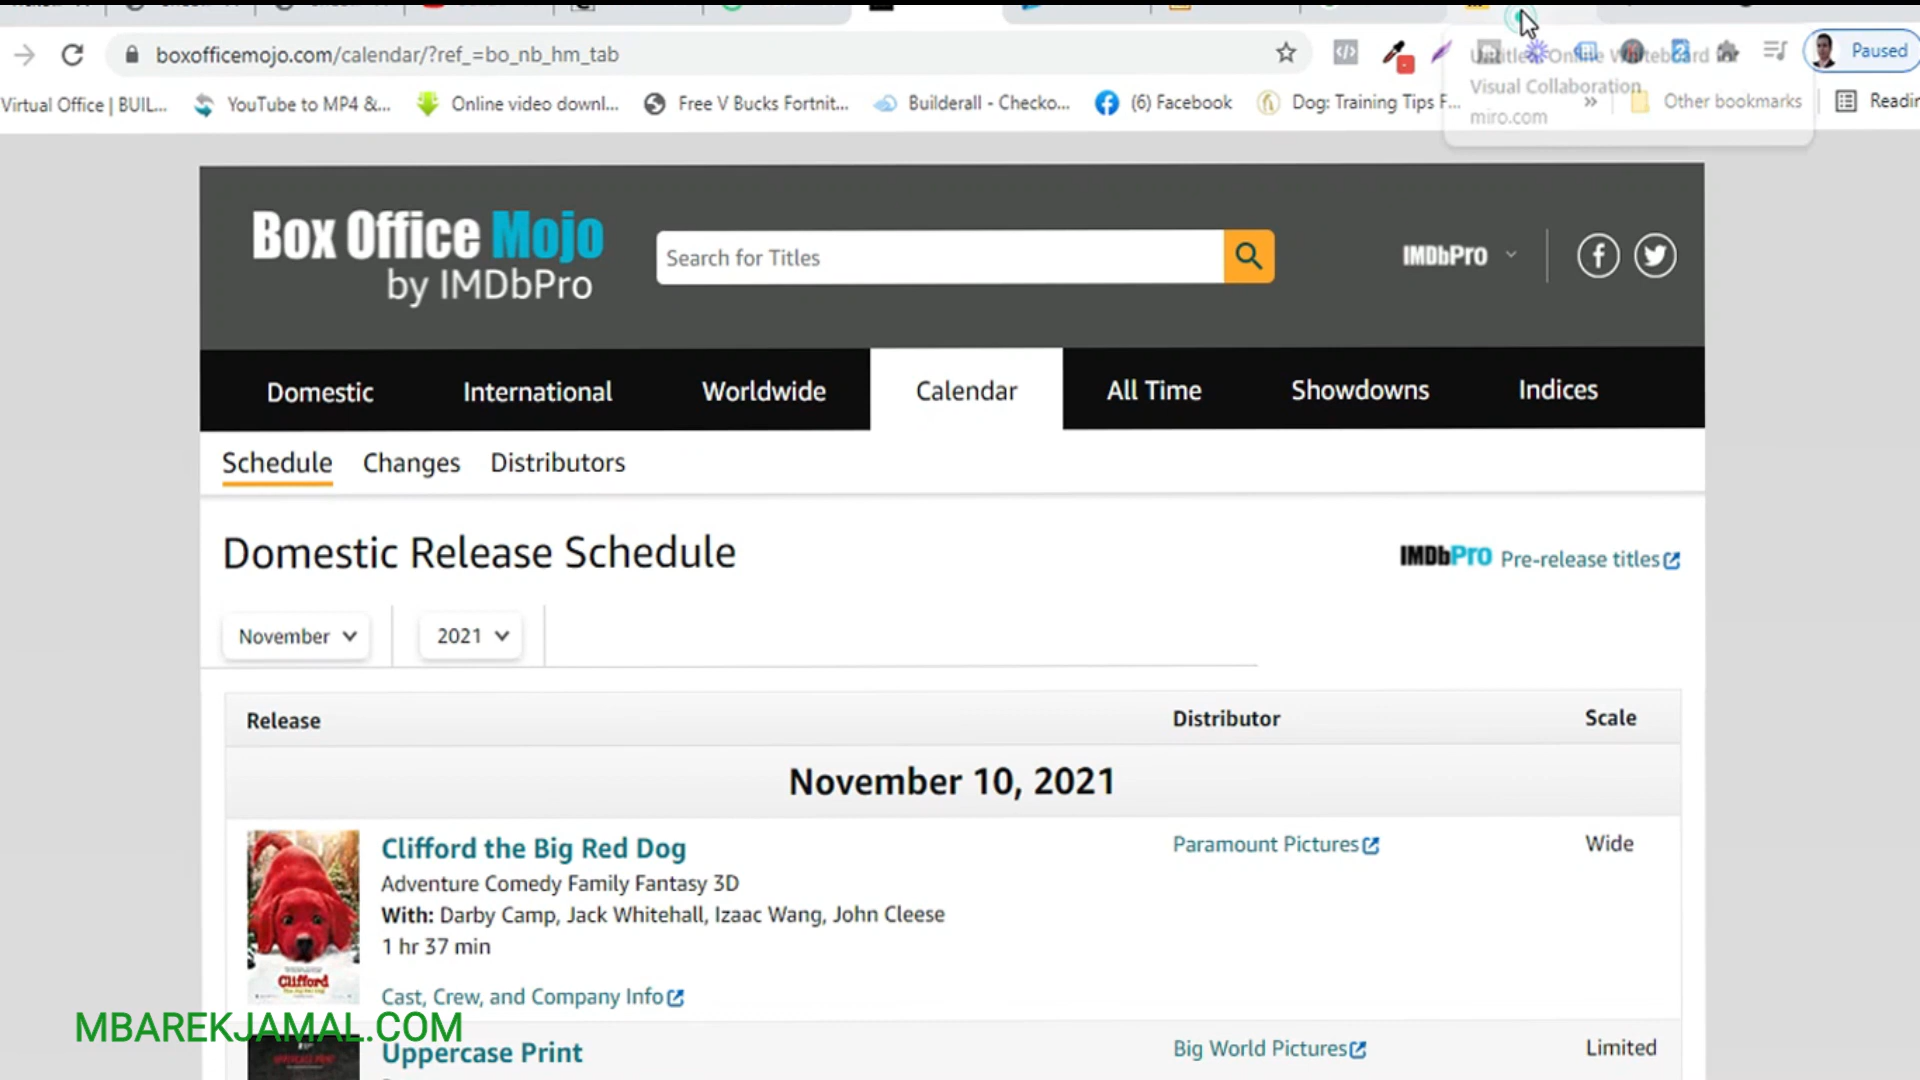 boxofficemojo.com/calendar/?ref_=bo_nb_hm_tab
Paused
Untitled, Online Whiteboard for
Visual Collaboration
miro.com
Virtual Office | BUIL...
YouTube to MP4 &...
Online video downl...
Free V Bucks Fortnit...
Builderall - Checko...
(6) Facebook
Dog: Training Tips F...
»
Other bookmarks
Box Office Mojo
by IMDbPro
Search for Titles
IMDbPro
Domestic
International
Worldwide
Calendar
All Time
Showdowns
Indices
Schedule
Changes
Distributors
Domestic Release Schedule
IMDbPro Pre-release titles
November
2021
Release
Distributor
Scale
November 10, 2021
Clifford the Big Red Dog
Paramount Pictures
Wide
Adventure Comedy Family Fantasy 3D
With: Darby Camp, Jack Whitehall, Izaac Wang, John Cleese
1 hr 37 min
Clifford
Cast, Crew, and Company Info
MBAREKJAMAL.COM
Uppercase Print
Big World Pictures
Limited